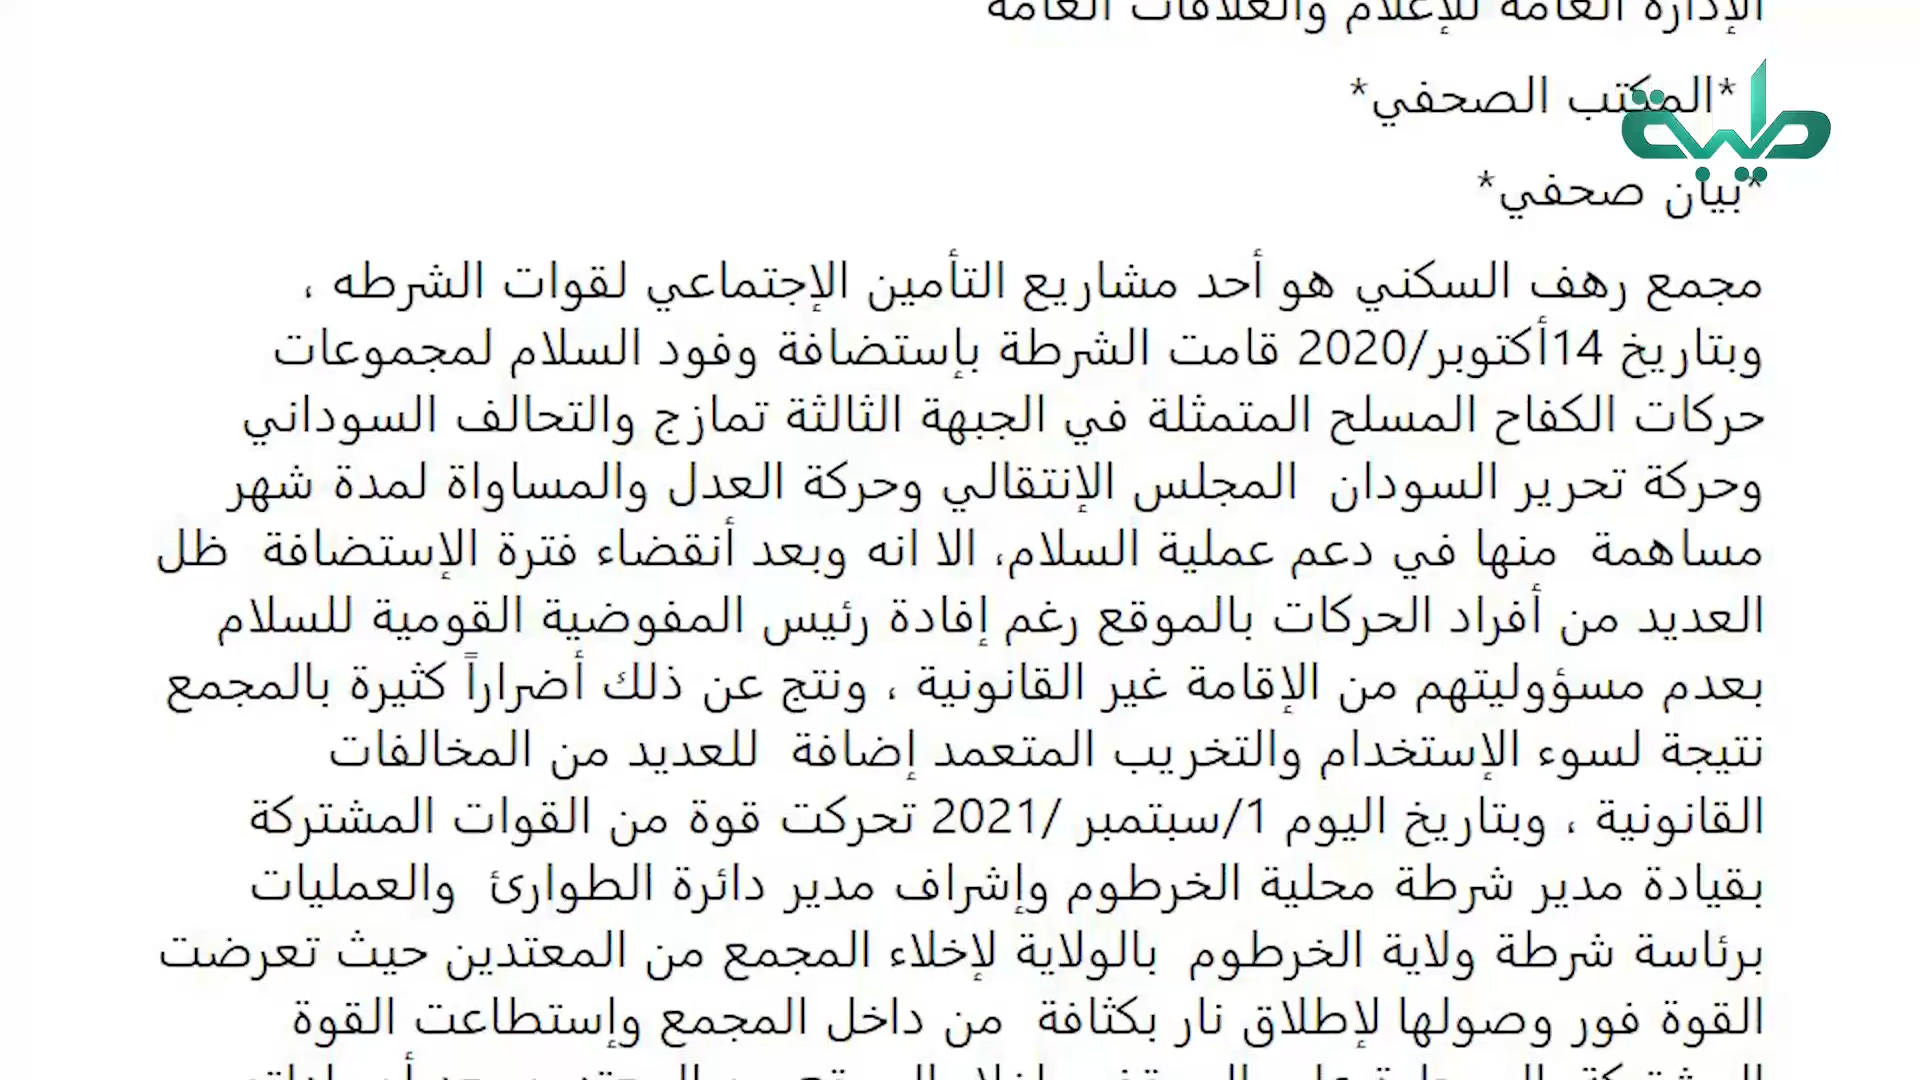 الإدارة العامة للإعلام والعلاقات العامة
*المكتب الصحفي*
طيبة
*بيان صحفي*
مجمع رهف السكني هو أحد مشاريع التأمين الإجتماعي لقوات الشرطه ،
وبتاريخ 14أكتوبر/2020 قامت الشرطة بإستضافة وفود السلام لمجموعات
حركات الكفاح المسلح المتمثلة في الجبهة الثالثة تمازج والتحالف السوداني
وحركة تحرير السودان المجلس الإنتقالي وحركة العدل والمساواة لمدة شهر
مساهمة منها في دعم عملية السلام، الا انه وبعد أنقضاء فترة الإستضافة ظل
العديد من أفراد الحركات بالموقع رغم إفادة رئيس المفوضية القومية للسلام
بعدم مسؤوليتهم من الإقامة غير القانونية ، ونتج عن ذلك أضراراً كثيرة بالمجمع
نتيجة لسوء الإستخدام والتخريب المتعمد إضافة للعديد من المخالفات
القانونية ، وبتاريخ اليوم 1/سبتمبر /2021 تحركت قوة من القوات المشتركة
بقيادة مدير شرطة محلية الخرطوم وإشراف مدير دائرة الطوارئ والعمليات
برئاسة شرطة ولاية الخرطوم بالولاية لإخلاء المجمع من المعتدين حيث تعرضت
القوة فور وصولها لإطلاق نار بكثافة من داخل المجمع وإستطاعت القوة